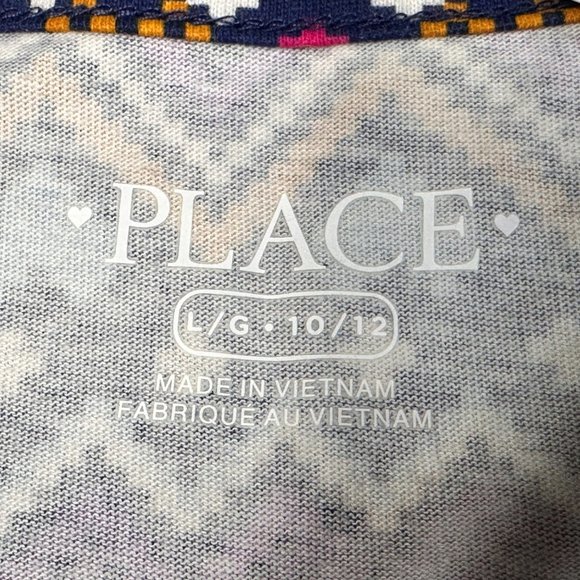 PLACE
L/G • 10/12
MADE IN VIETNAM
FABRIQUE AU VIETNAM